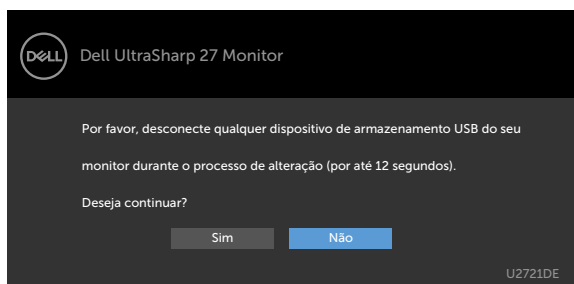 DELL
Dell UltraSharp 27 Monitor
Por favor, desconecte qualquer dispositivo de armazenamento USB do seu
monitor durante o processo de alteração (por até 12 segundos).
Deseja continuar?
Sim
Não
U2721DE